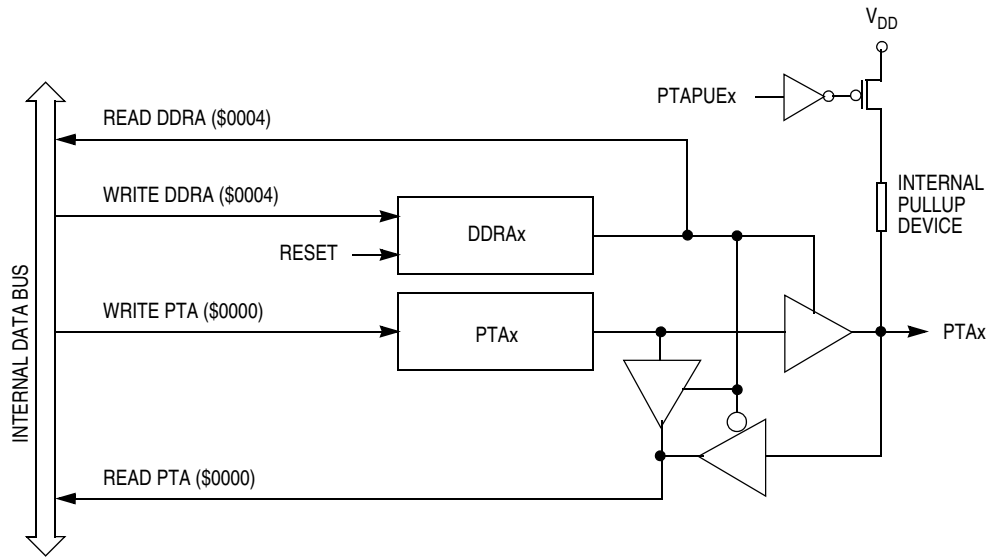 VDD
PTAPUEx
READ DDRA ($0004)
INTERNAL
PULLUP
DEVICE
WRITE DDRA ($0004)
DDRAx
RESET
WRITE PTA ($0000)
PTAx
PTAx
READ PTA ($0000)
INTERNAL DATA BUS